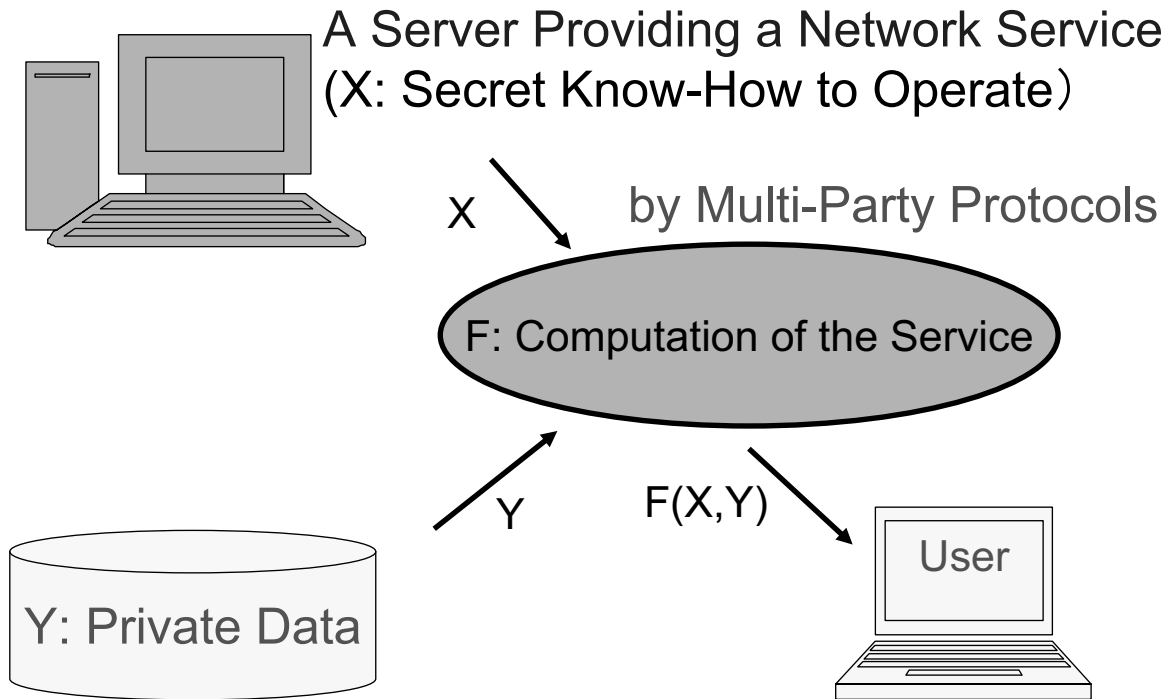 A Server Providing a Network Service
(X: Secret Know-How to Operate）
X
by Multi-Party Protocols
F: Computation of the Service
Y
F(X,Y)
User
Y: Private Data